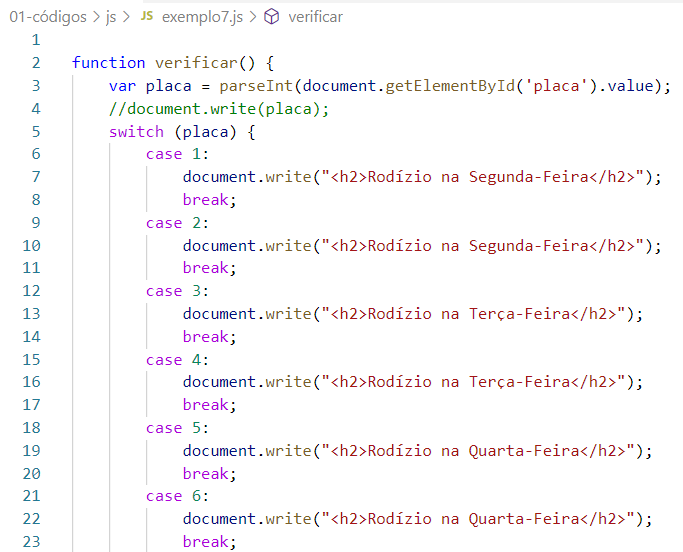 01-códigos > js > JS exemplo7.js > verificar
1
2 function verificar() {
3 var placa = parseInt(document.getElementById('placa').value);
4 //document.write(placa);
5 switch (placa) {
6 case 1:
7 document.write("<h2>Rodízio na Segunda-Feira</h2>");
8 break;
9 case 2:
10 document.write("<h2>Rodízio na Segunda-Feira</h2>");
11 break;
12 case 3:
13 document.write("<h2>Rodízio na Terça-Feira</h2>");
14 break;
15 case 4:
16 document.write("<h2>Rodízio na Terça-Feira</h2>");
17 break;
18 case 5:
19 document.write("<h2>Rodízio na Quarta-Feira</h2>");
20 break;
21 case 6:
22 document.write("<h2>Rodízio na Quarta-Feira</h2>");
23 break;